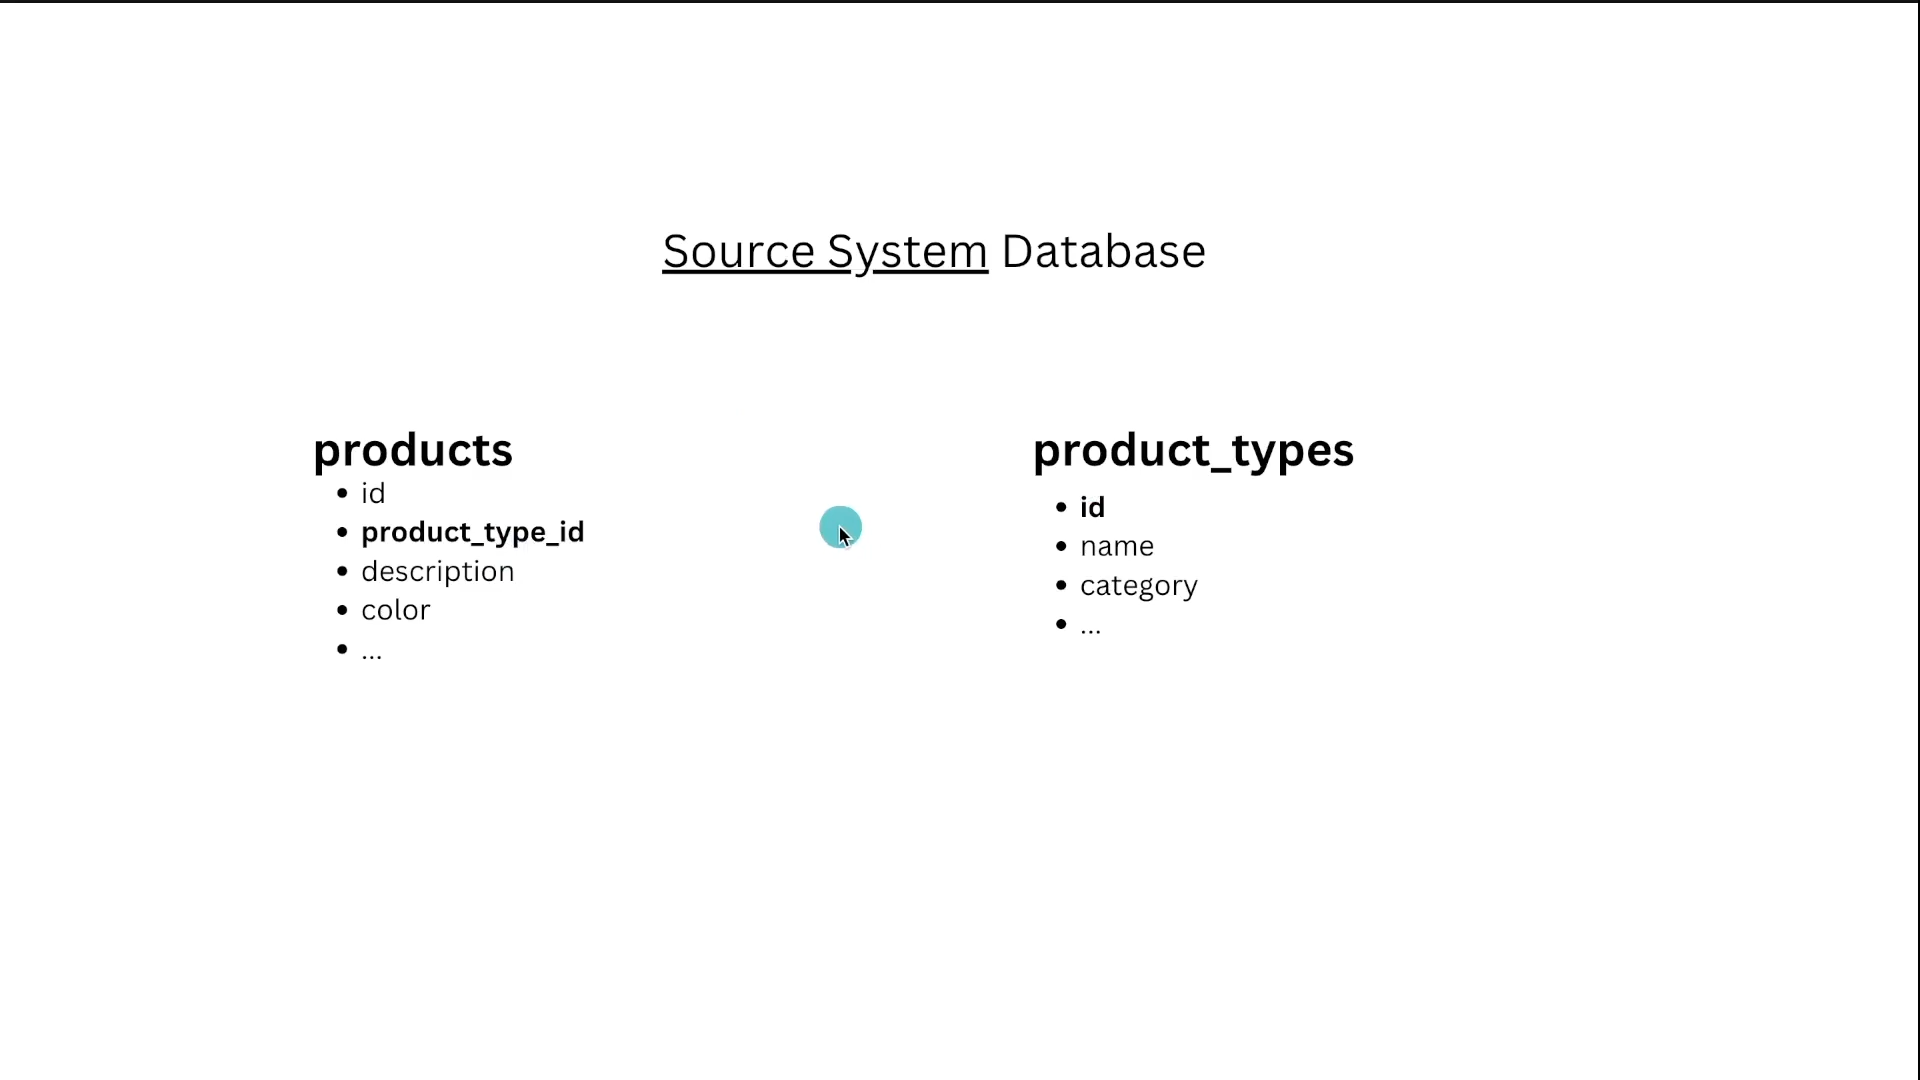 Source System Database
products
• id
• product_type_id
• description
• color
• ...
product_types
• id
• name
• category
• ...